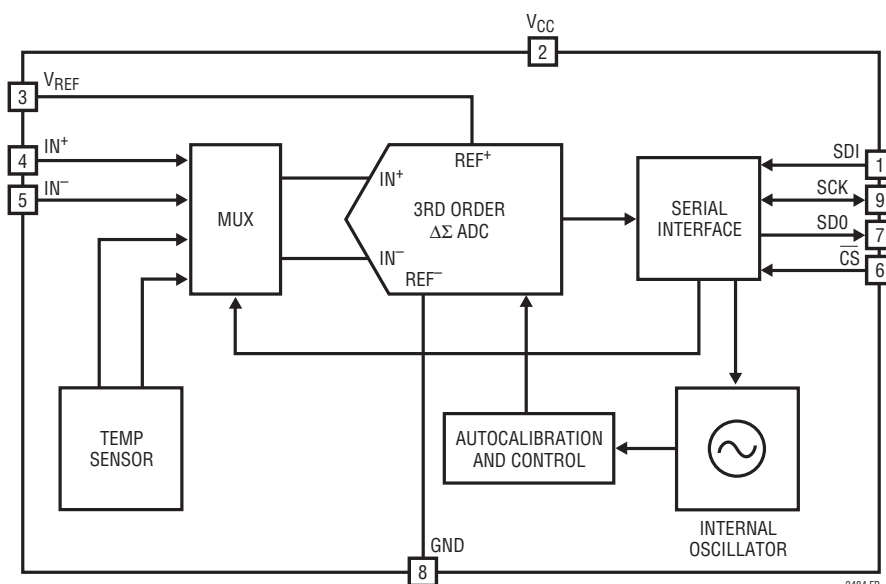 VCC
2
VREF
3
IN+
4
IN−
5
MUX
IN+
REF+
3RD ORDER
ΔΣ ADC
IN−
REF−
SERIAL
INTERFACE
SDI
1
SCK
9
SD0
7
CS
6
TEMP
SENSOR
AUTOCALIBRATION
AND CONTROL
INTERNAL
OSCILLATOR
GND
8